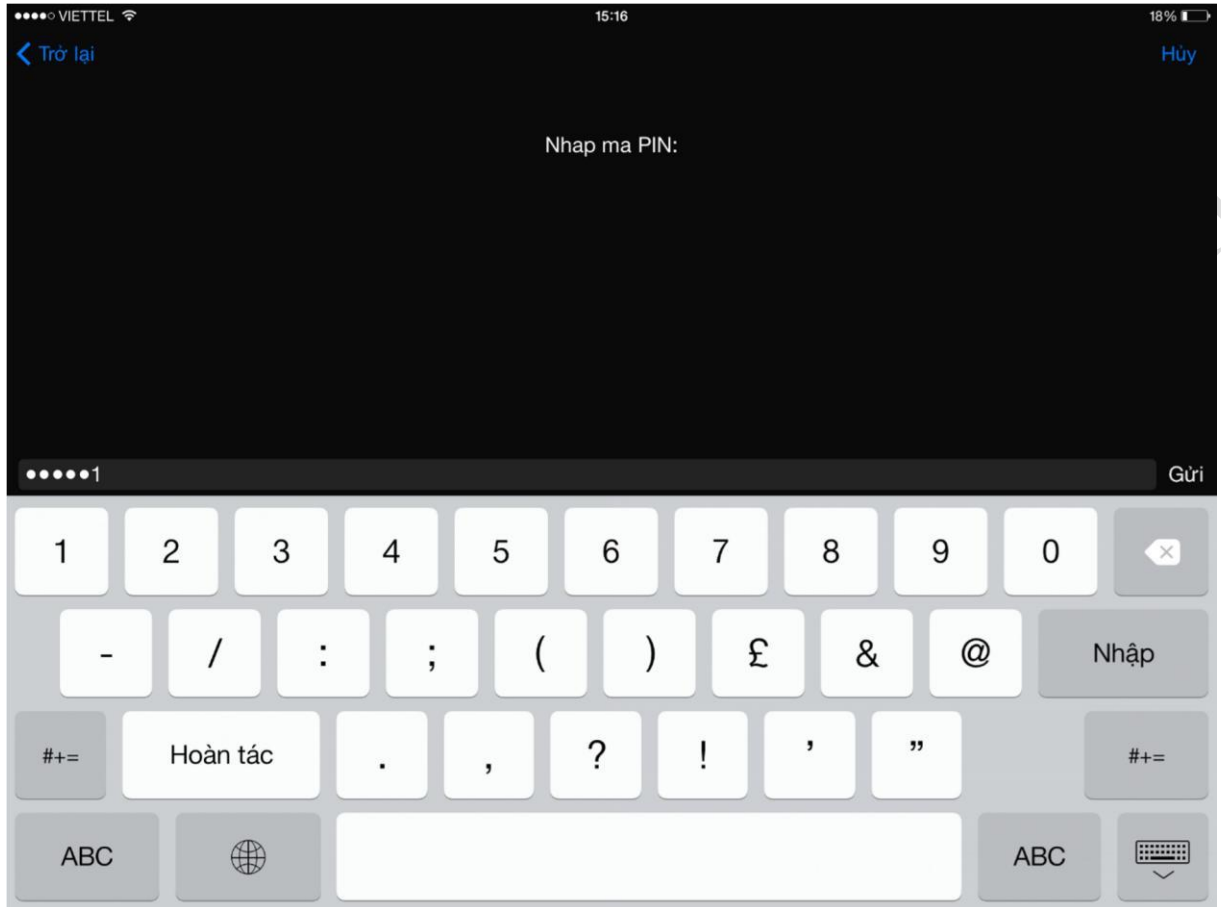 VIETTEL 15:16 18%
Trở lại Hủy
Nhap ma PIN:
●●●●●1 Gửi
1 2 3 4 5 6 7 8 9 0
- / : ; ( ) £ & @ Nhập
#+= Hoàn tác . , ? ! ’ ” #+=
ABC ABC